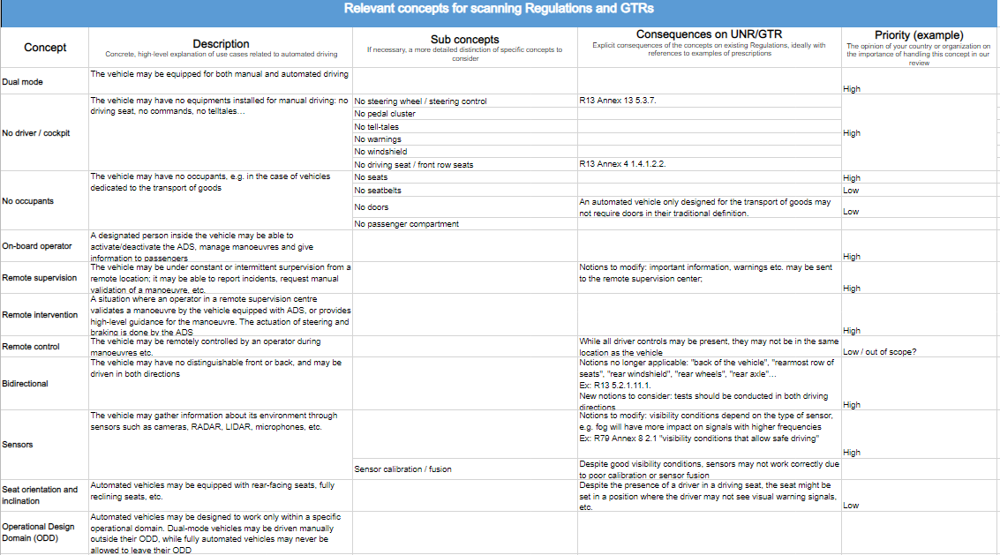 Relevant concepts for scanning Regulations and GTRs
Concept
Description
Concrete, high-level explanation of use cases related to automated driving
Sub concepts
If necessary, a more detailed distinction of specific concepts to
consider
Consequences on UNR/GTR
Explicit consequences of the concepts on existing Regulations, ideally with
references to examples of prescriptions
Priority (example)
The opinion of your country or organization on
the importance of handling this concept in our
review
Dual mode
The vehicle may be equipped for both manual and automated driving
High
No driver / cockpit
The vehicle may have no equipments installed for manual driving: no
driving seat, no commands, no telltales...
No steering wheel / steering control
R13 Annex 13 5.3.7.
No pedal cluster
No tell-tales
No warnings
No windshield
No driving seat / front row seats
R13 Annex 4 1.4.1.2.2.
High
No occupants
The vehicle may have no occupants, e.g. in the case of vehicles
dedicated to the transport of goods
No seats
High
No seatbelts
Low
No doors
An automated vehicle only designed for the transport of goods may
not require doors in their traditional definition.
Low
No passenger compartment
On-board operator
A designated person inside the vehicle may be able to
activate/deactivate the ADS, manage manoeuvres and give
information to passengers
High
Remote supervision
The vehicle may be under constant or intermittent surpervision from a
remote location; it may be able to report incidents, request manual
validation of a manoeuvre, etc.
Notions to modify: important information, warnings etc. may be sent
to the remote supervision center;
High
Remote intervention
A situation where an operator in a remote supervision centre
validates a manoeuvre by the vehicle equipped with ADS, or provides
high-level guidance for the manoeuvre. The actuation of steering and
braking is done by the ADS
High
Remote control
The vehicle may be remotely controlled by an operator during
manoeuvres etc.
While all driver controls may be present, they may not be in the same
location as the vehicle
Low / out of scope?
Bidirectional
The vehicle may have no distinguishable front or back, and may be
driven in both directions
Notions no longer applicable: "back of the vehicle", "rearmost row of
seats", "rear windshield", "rear wheels", "rear axle"...
Ex: R13 5.2.1.11.1.
New notions to consider: tests should be conducted in both driving
directions
High
Sensors
The vehicle may gather information about its environment through
sensors such as cameras, RADAR, LIDAR, microphones, etc.
Notions to modify: visibility conditions depend on the type of sensor,
e.g. fog will have more impact on signals with higher frequencies
Ex: R79 Annex 8 2.1 "visibility conditions that allow safe driving"
High
Sensor calibration / fusion
Despite good visibility conditions, sensors may not work correctly due
to poor calibration or sensor fusion
Seat orientation and
inclination
Automated vehicles may be equipped with rear-facing seats, fully
reclining seats, etc.
Despite the presence of a driver in a driving seat, the seat might be
set in a position where the driver may not see visual warning signals,
etc.
Low
Operational Design
Domain (ODD)
Automated vehicles may be designed to work only within a specific
operational domain. Dual-mode vehicles may be driven manually
outside their ODD, while fully automated vehicles may never be
allowed to leave their ODD